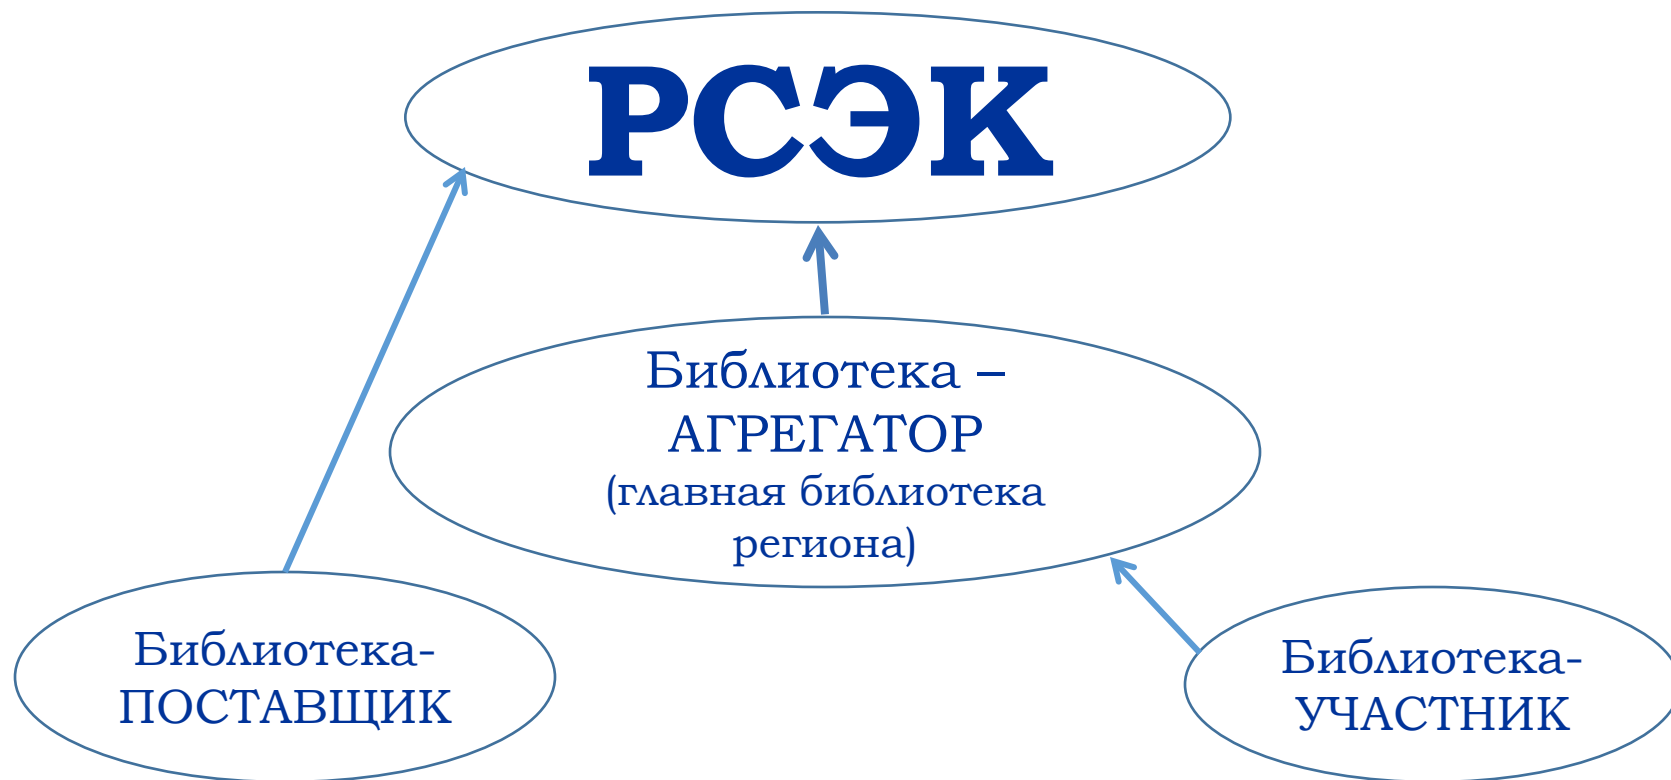 РСЭК
Библиотека –
АГРЕГАТОР
(главная библиотека
региона)
Библиотека-
ПОСТАВЩИК
Библиотека-
УЧАСТНИК